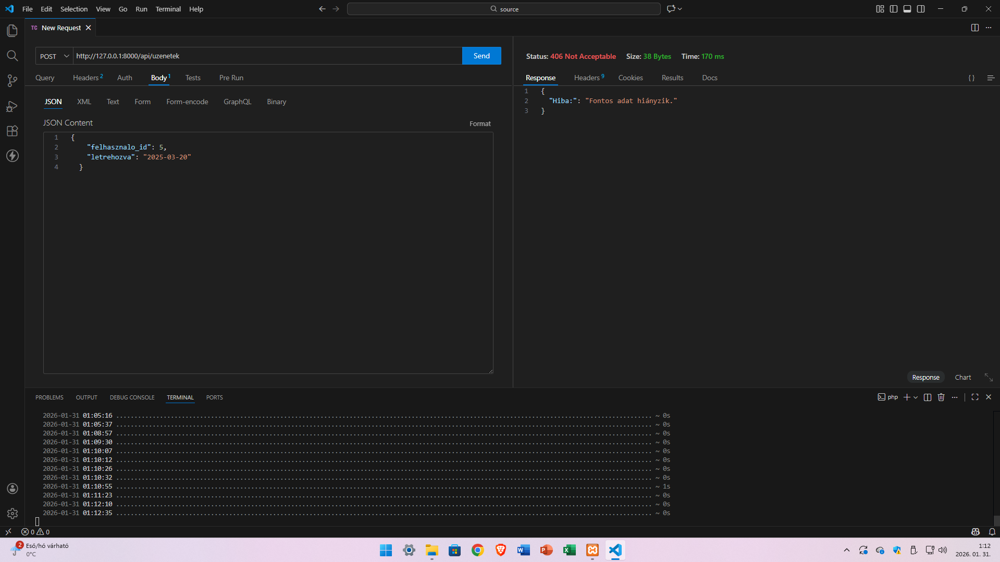 File Edit Selection View Go Run Terminal Help
source
TC New Request
POST http://127.0.0.1:8000/api/uzenetek Send
Status: 406 Not Acceptable Size: 38 Bytes Time: 170 ms
Query Headers 2 Auth Body 1 Tests Pre Run
Response Headers 9 Cookies Results Docs { }
JSON XML Text Form Form-encode GraphQL Binary
JSON Content
Format
1 {
2 "felhasznalo_id": 5,
3 "letrehozva": "2025-03-20"
4 }
1 {
2 "Hiba:": "Fontos adat hiányzik."
3 }
Response Chart
PROBLEMS OUTPUT DEBUG CONSOLE TERMINAL PORTS
php
2026-01-31 01:05:16 ~ 0s
2026-01-31 01:05:37 ~ 0s
2026-01-31 01:08:57 ~ 0s
2026-01-31 01:09:30 ~ 0s
2026-01-31 01:10:07 ~ 0s
2026-01-31 01:10:12 ~ 0s
2026-01-31 01:10:26 ~ 0s
2026-01-31 01:10:32 ~ 0s
2026-01-31 01:10:55 ~ 1s
2026-01-31 01:11:23 ~ 0s
2026-01-31 01:12:10 ~ 0s
2026-01-31 01:12:35 ~ 0s
0 0
2 Eső/hó várható
0°C
1:12
2026. 01. 31.